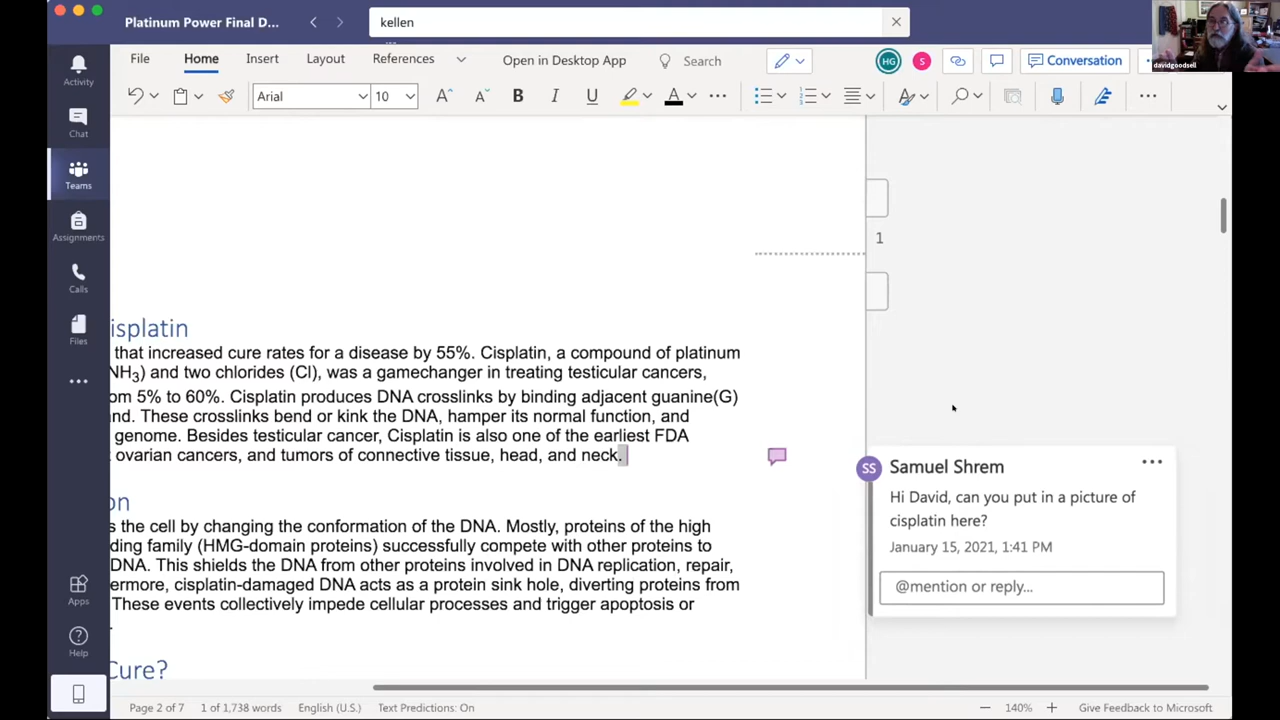 Platinum Power Final D...
kellen
davidgoodsell
File Home Insert Layout References Open in Desktop App Search HG S Conversation
Arial 10 B I U A
Activity
Chat
Teams
Assignments
Calls
Files
Apps
Help
1
isplatin
that increased cure rates for a disease by 55%. Cisplatin, a compound of platinum
NH3) and two chlorides (Cl), was a gamechanger in treating testicular cancers,
om 5% to 60%. Cisplatin produces DNA crosslinks by binding adjacent guanine(G)
nd. These crosslinks bend or kink the DNA, hamper its normal function, and
genome. Besides testicular cancer, Cisplatin is also one of the earliest FDA
ovarian cancers, and tumors of connective tissue, head, and neck.
on
s the cell by changing the conformation of the DNA. Mostly, proteins of the high
ding family (HMG-domain proteins) successfully compete with other proteins to
DNA. This shields the DNA from other proteins involved in DNA replication, repair,
ermore, cisplatin-damaged DNA acts as a protein sink hole, diverting proteins from
These events collectively impede cellular processes and trigger apoptosis or
Cure?
SS Samuel Shrem
Hi David, can you put in a picture of
cisplatin here?
January 15, 2021, 1:41 PM
@mention or reply...
Page 2 of 7 1 of 1,738 words English (U.S.) Text Predictions: On 140% Give Feedback to Microsoft